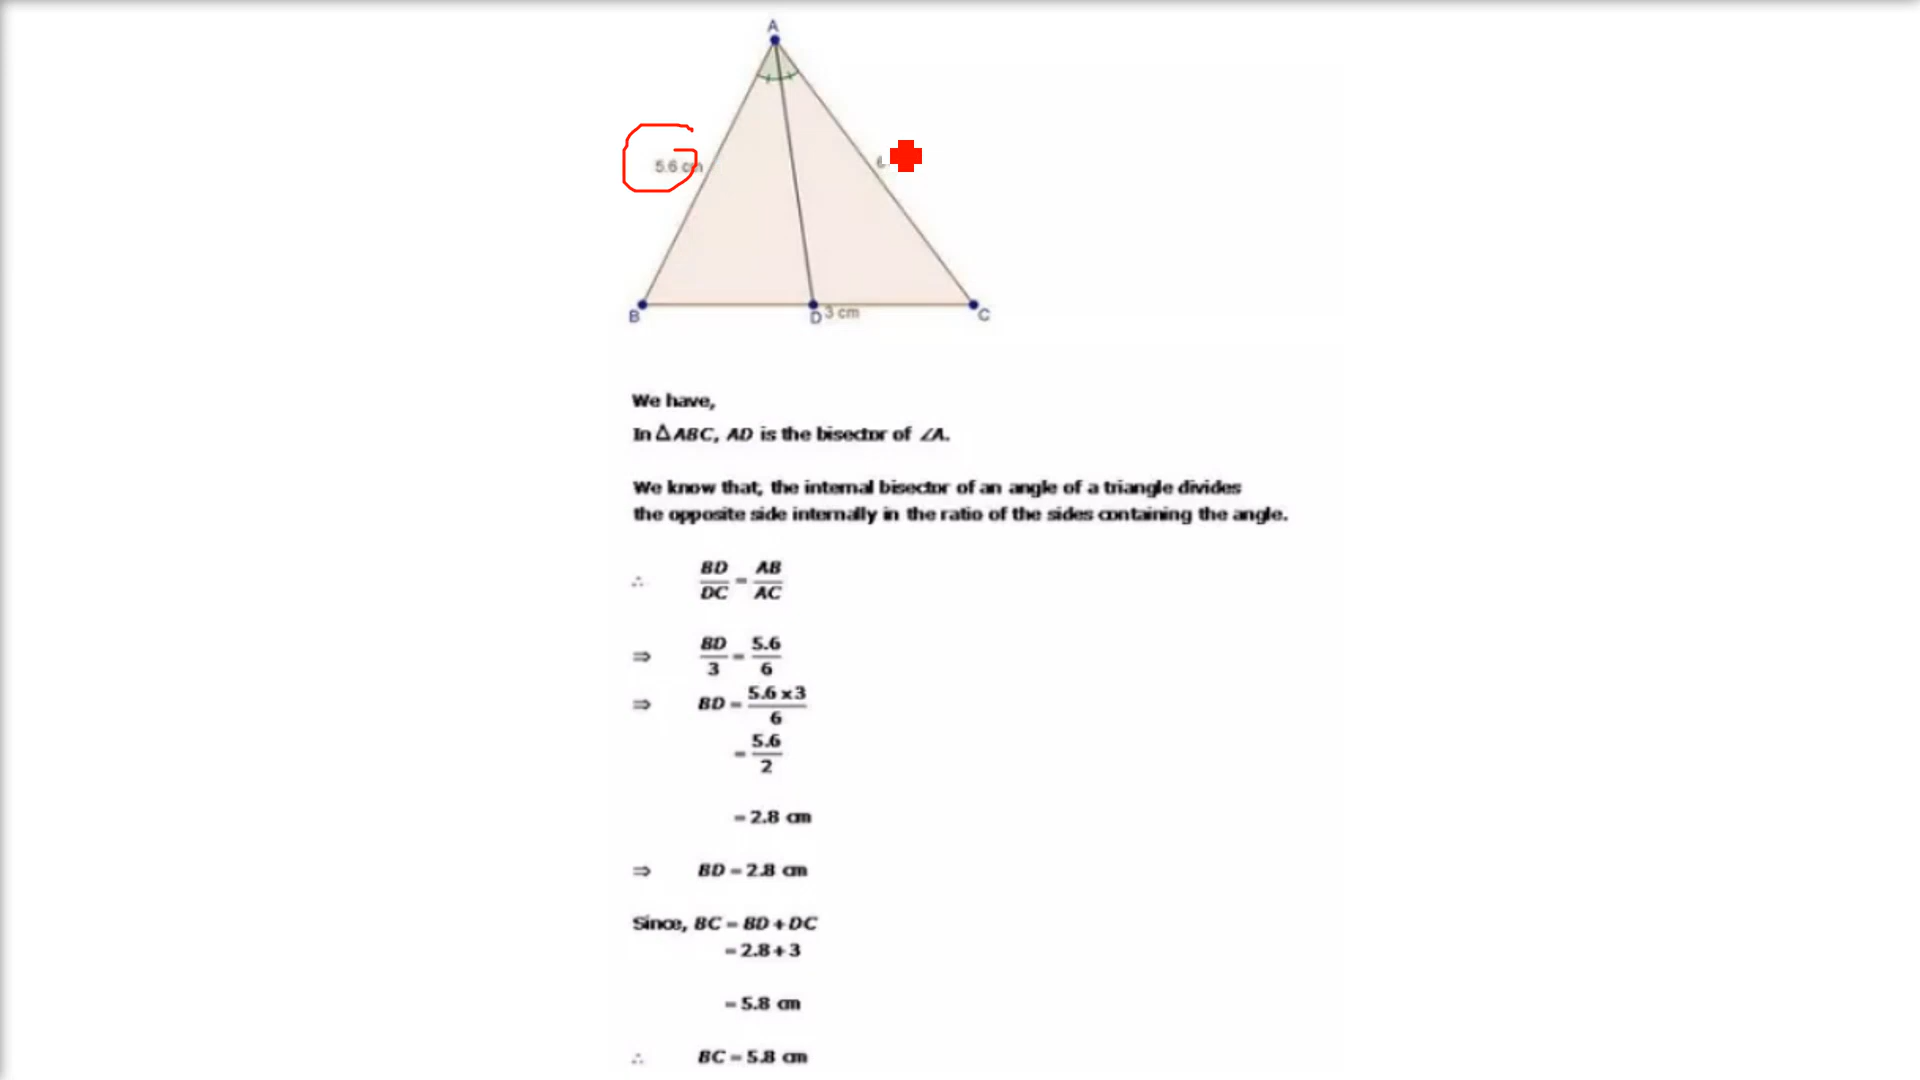 A
5.6 cm
B
D
3 cm
C
We have,
In △ABC, AD is the bisector of ∠A.
We know that, the internal bisector of an angle of a triangle divides
the opposite side internally in the ratio of the sides containing the angle.
∴ BD/DC = AB/AC
⇒ BD/3 = 5.6/6
⇒ BD = 5.6×3/6
= 5.6/2
= 2.8 cm
⇒ BD = 2.8 cm
Since, BC = BD + DC
= 2.8 + 3
= 5.8 cm
∴ BC = 5.8 cm